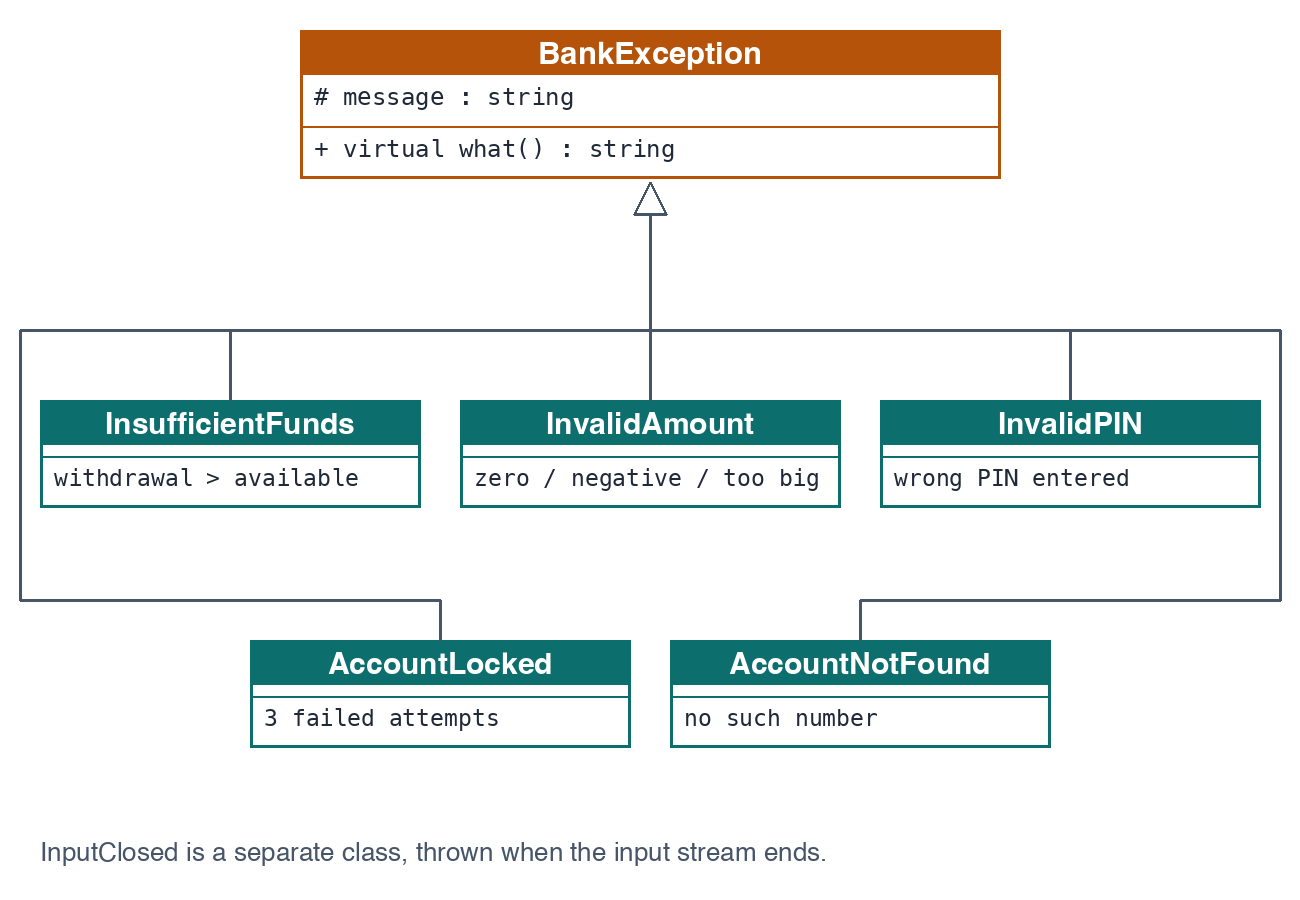 BankException
# message : string
+ virtual what() : string
InsufficientFunds
withdrawal > available
InvalidAmount
zero / negative / too big
InvalidPIN
wrong PIN entered
AccountLocked
3 failed attempts
AccountNotFound
no such number
InputClosed is a separate class, thrown when the input stream ends.